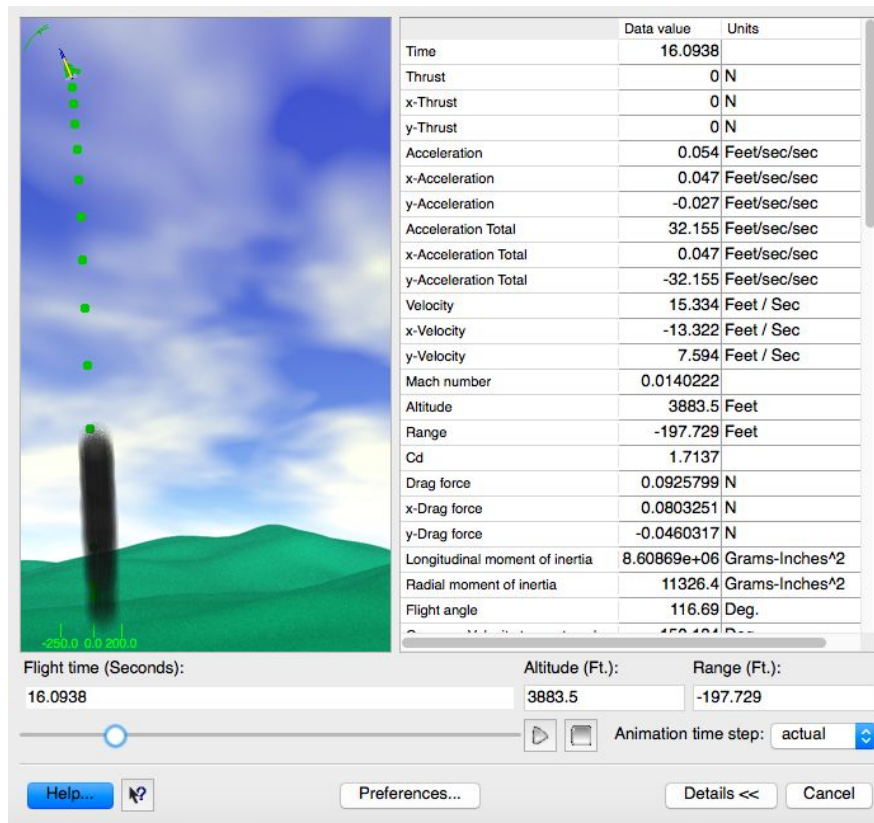 Data value Units
Time 16.0938
Thrust 0 N
x-Thrust 0 N
y-Thrust 0 N
Acceleration 0.054 Feet/sec/sec
x-Acceleration 0.047 Feet/sec/sec
y-Acceleration -0.027 Feet/sec/sec
Acceleration Total 32.155 Feet/sec/sec
x-Acceleration Total 0.047 Feet/sec/sec
y-Acceleration Total -32.155 Feet/sec/sec
Velocity 15.334 Feet / Sec
x-Velocity -13.322 Feet / Sec
y-Velocity 7.594 Feet / Sec
Mach number 0.0140222
Altitude 3883.5 Feet
Range -197.729 Feet
Cd 1.7137
Drag force 0.0925799 N
x-Drag force 0.0803251 N
y-Drag force -0.0460317 N
Longitudinal moment of inertia 8.60869e+06 Grams-Inches^2
Radial moment of inertia 11326.4 Grams-Inches^2
Flight angle 116.69 Deg.
-250.0 0.0 200.0
Flight time (Seconds): Altitude (Ft.): Range (Ft.):
16.0938 3883.5 -197.729
Animation time step: actual
Help... ? Preferences... Details << Cancel